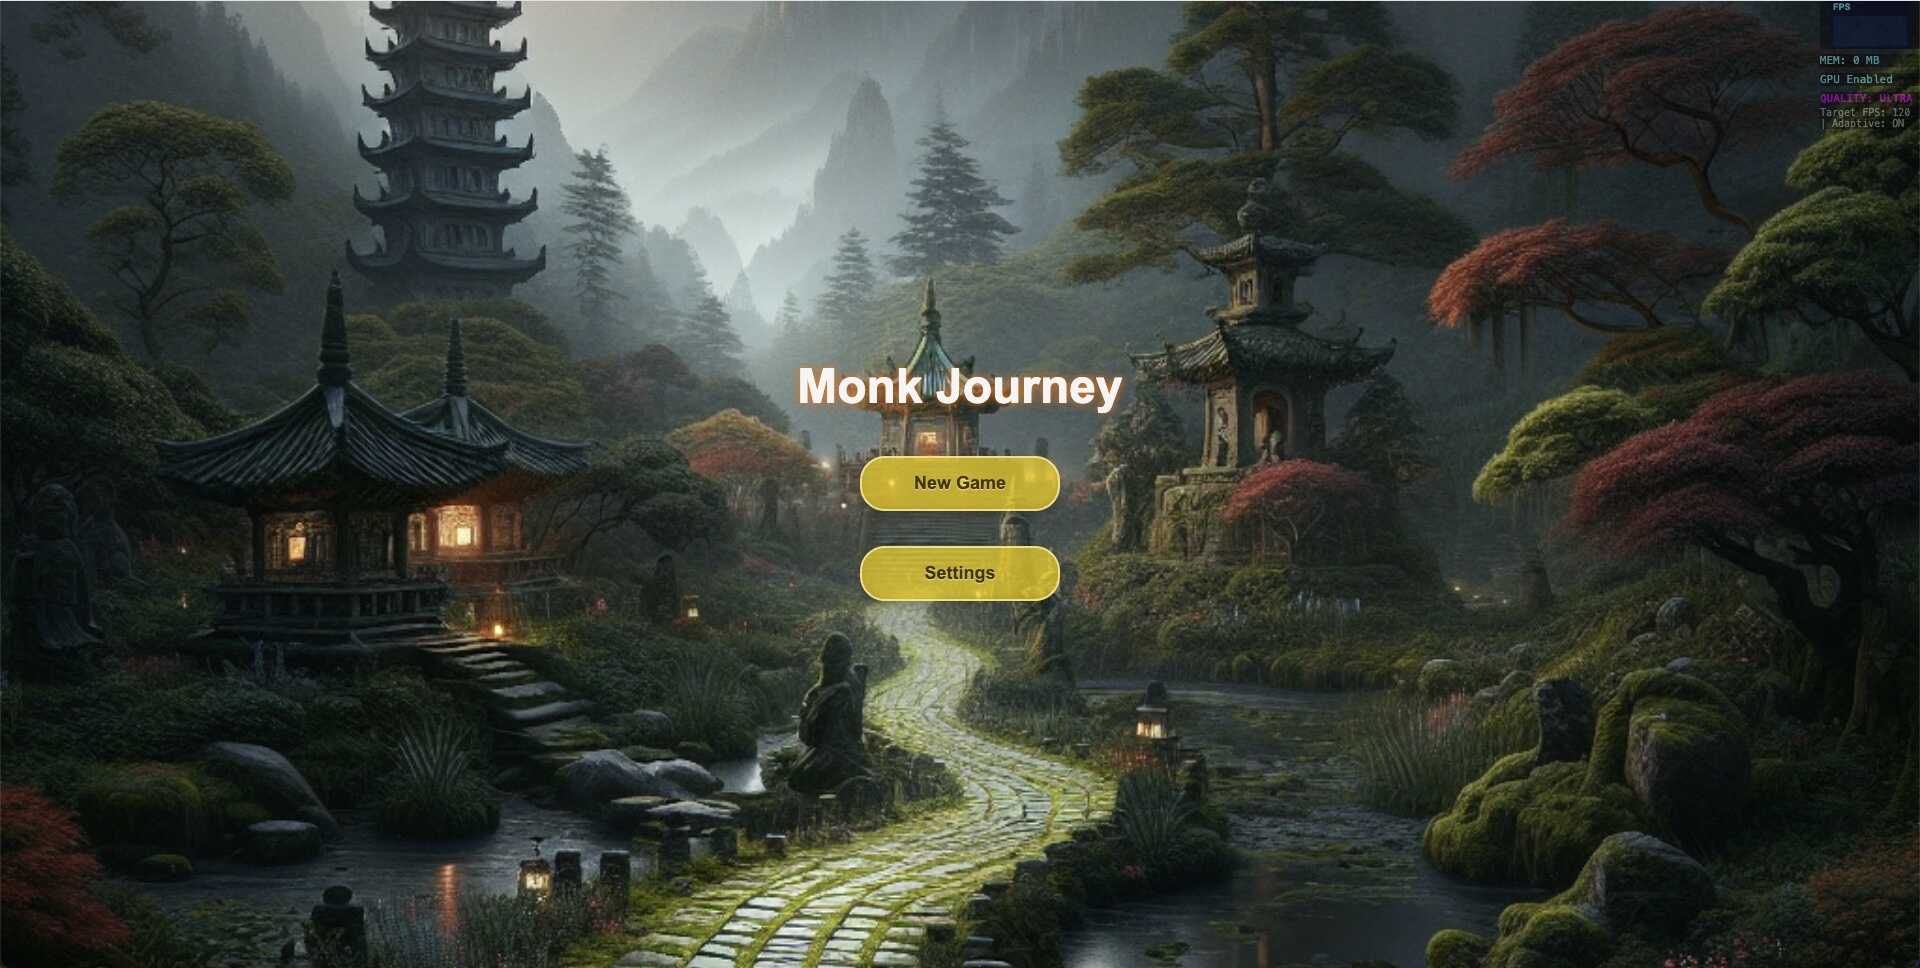 FPS
MEM: 0 MB
GPU Enabled
QUALITY: ULTRA
Target FPS: 120
| Adaptive: ON
Monk Journey
New Game
Settings